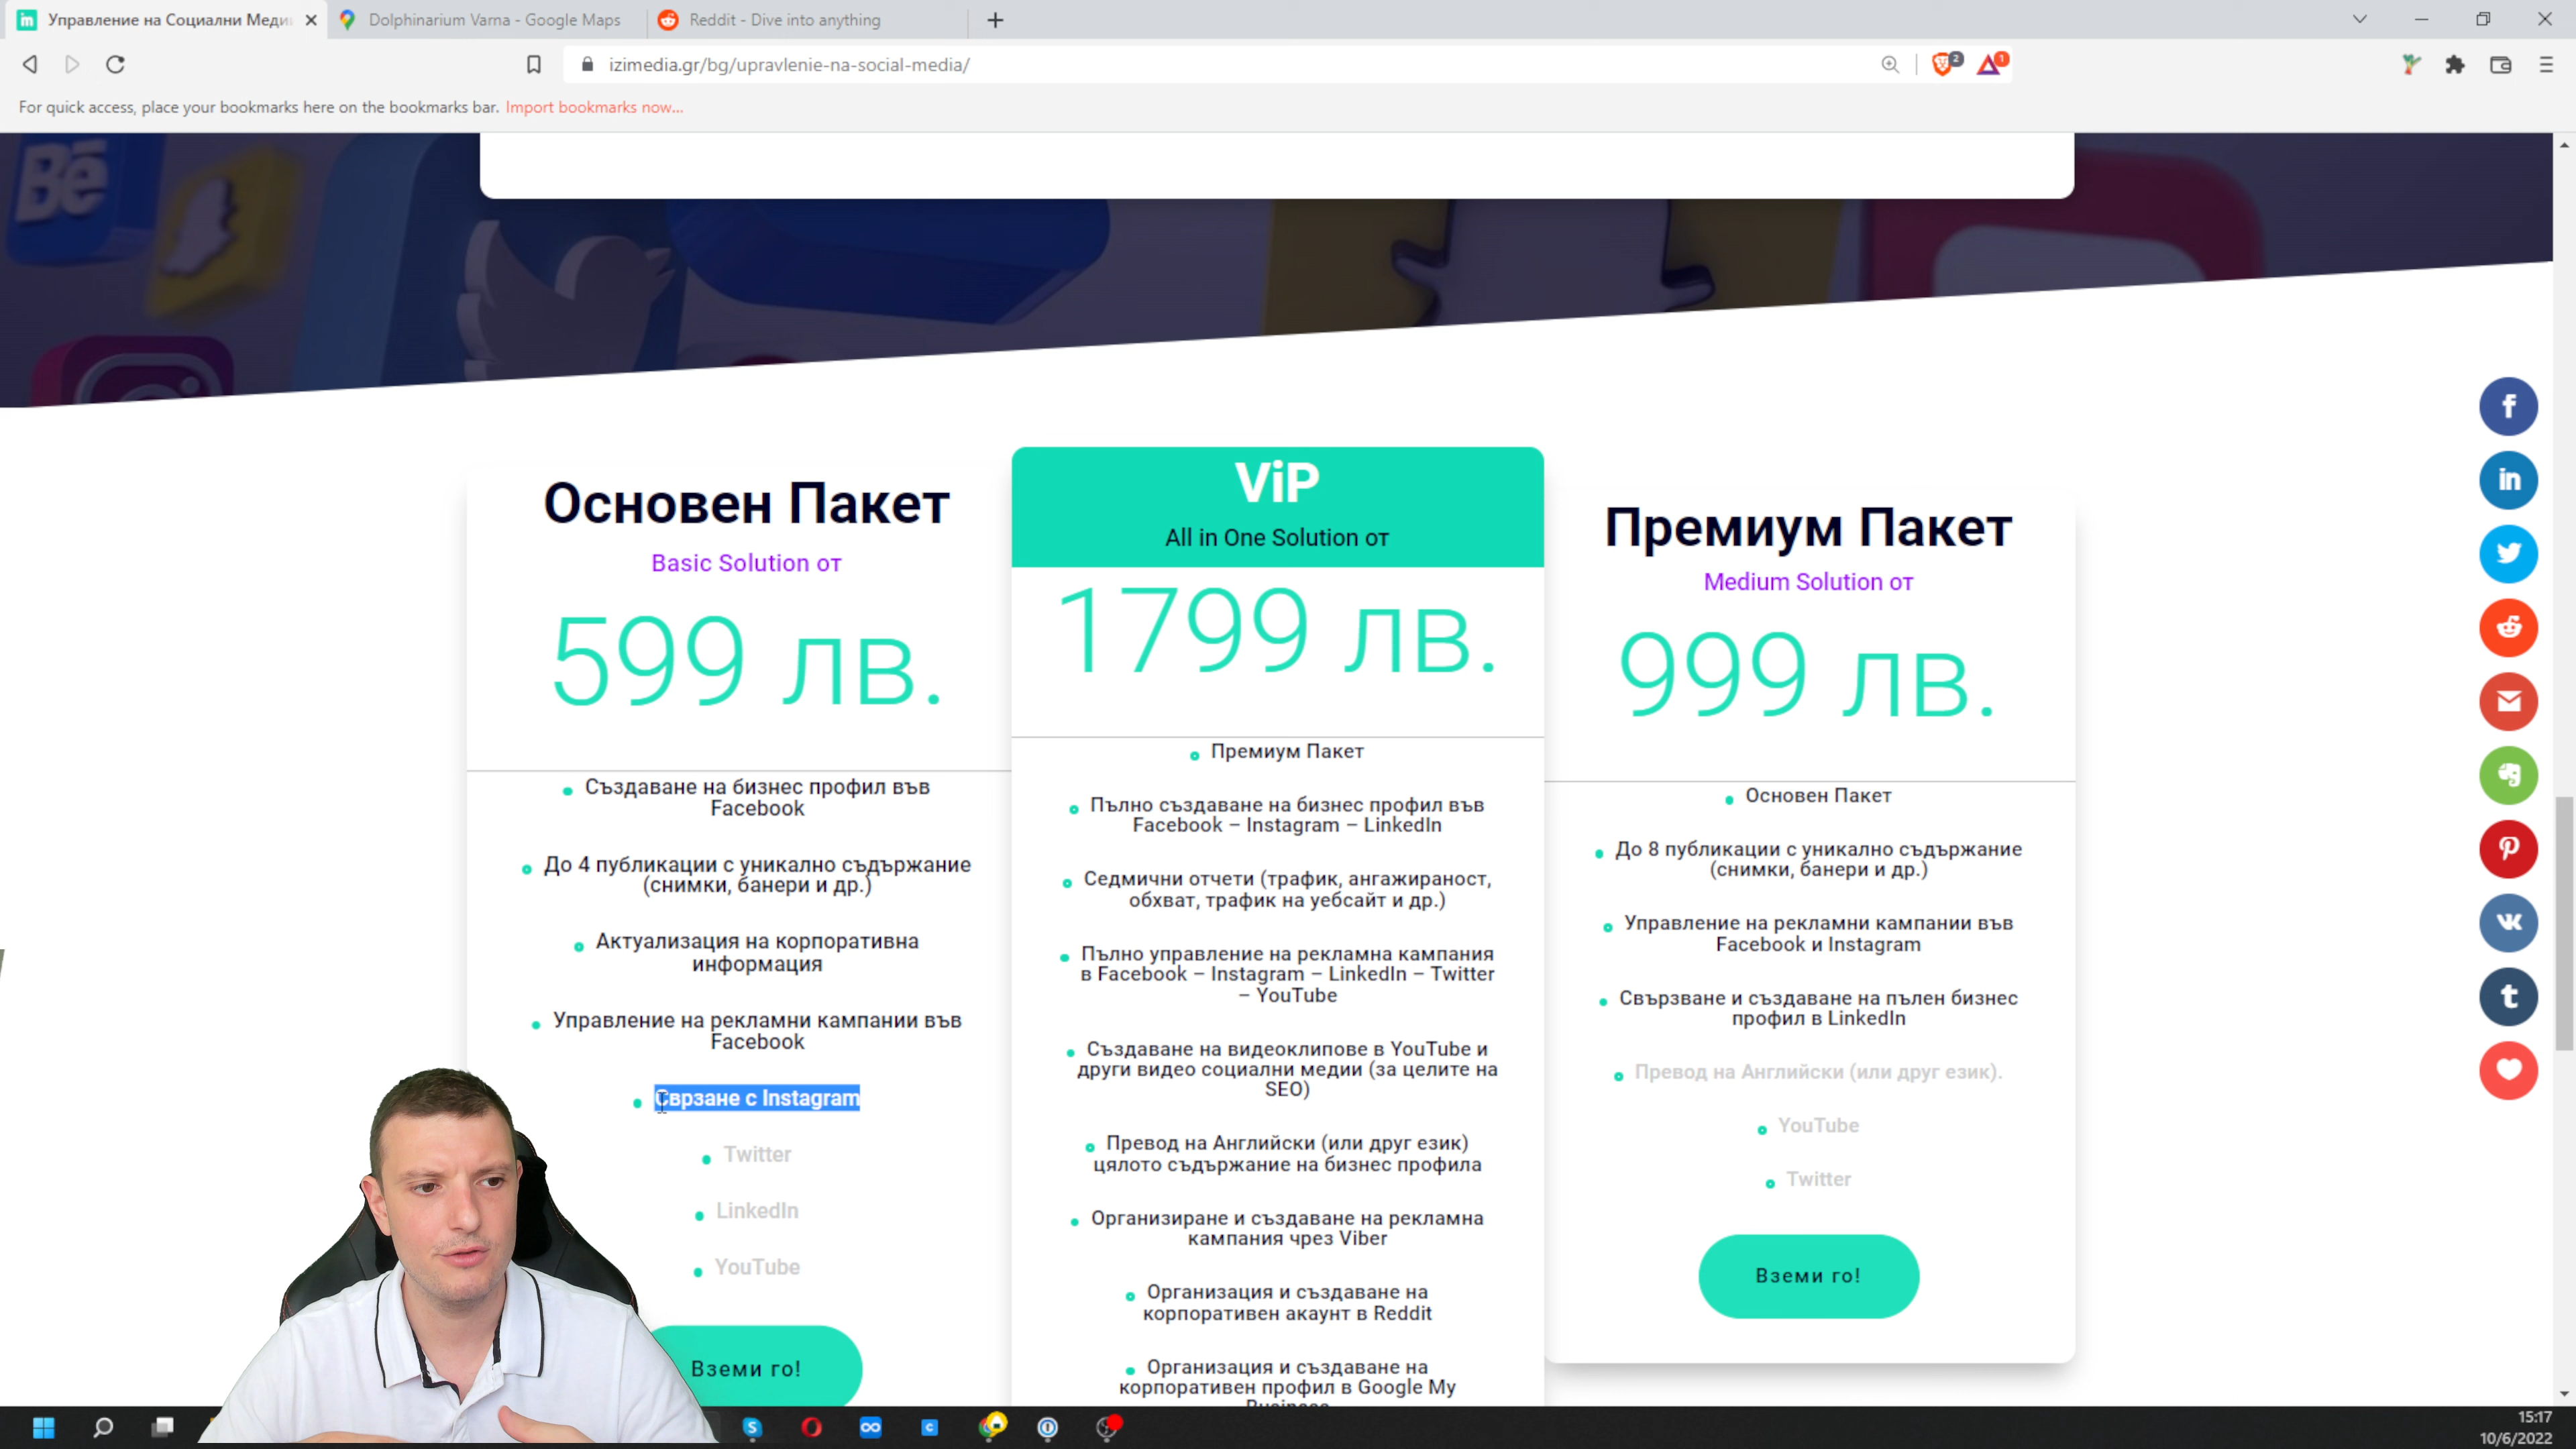 Управление на Социални Меди
Dolphinarium Varna - Google Maps
Reddit - Dive into anything
izimedia.gr/bg/upravlenie-na-social-media/
2
1
For quick access, place your bookmarks here on the bookmarks bar. Import bookmarks now...
Bē
Основен Пакет
Basic Solution от
599 лв.
Създаване на бизнес профил във
Facebook
До 4 публикации с уникално съдържание
(снимки, банери и др.)
Актуализация на корпоративна
информация
Управление на рекламни кампании във
Facebook
Сврзане с Instagram
Twitter
LinkedIn
YouTube
Вземи го!
ViP
All in One Solution от
1799 лв.
Премиум Пакет
Пълно създаване на бизнес профил във
Facebook – Instagram – LinkedIn
Седмични отчети (трафик, ангажираност,
обхват, трафик на уебсайт и др.)
Пълно управление на рекламна кампания
в Facebook – Instagram – LinkedIn – Twitter
– YouTube
Създаване на видеоклипове в YouTube и
други видео социални медии (за целите на
SEO)
Превод на Английски (или друг език)
цялото съдържание на бизнес профила
Организиране и създаване на рекламна
кампания чрез Viber
Организация и създаване на
корпоративен акаунт в Reddit
Организация и създаване на
корпоративен профил в Google My
Business
Премиум Пакет
Medium Solution от
999 лв.
Основен Пакет
До 8 публикации с уникално съдържание
(снимки, банери и др.)
Управление на рекламни кампании във
Facebook и Instagram
Свързване и създаване на пълен бизнес
профил в LinkedIn
Превод на Английски (или друг език).
YouTube
Twitter
Вземи го!
15:17
10/6/2022